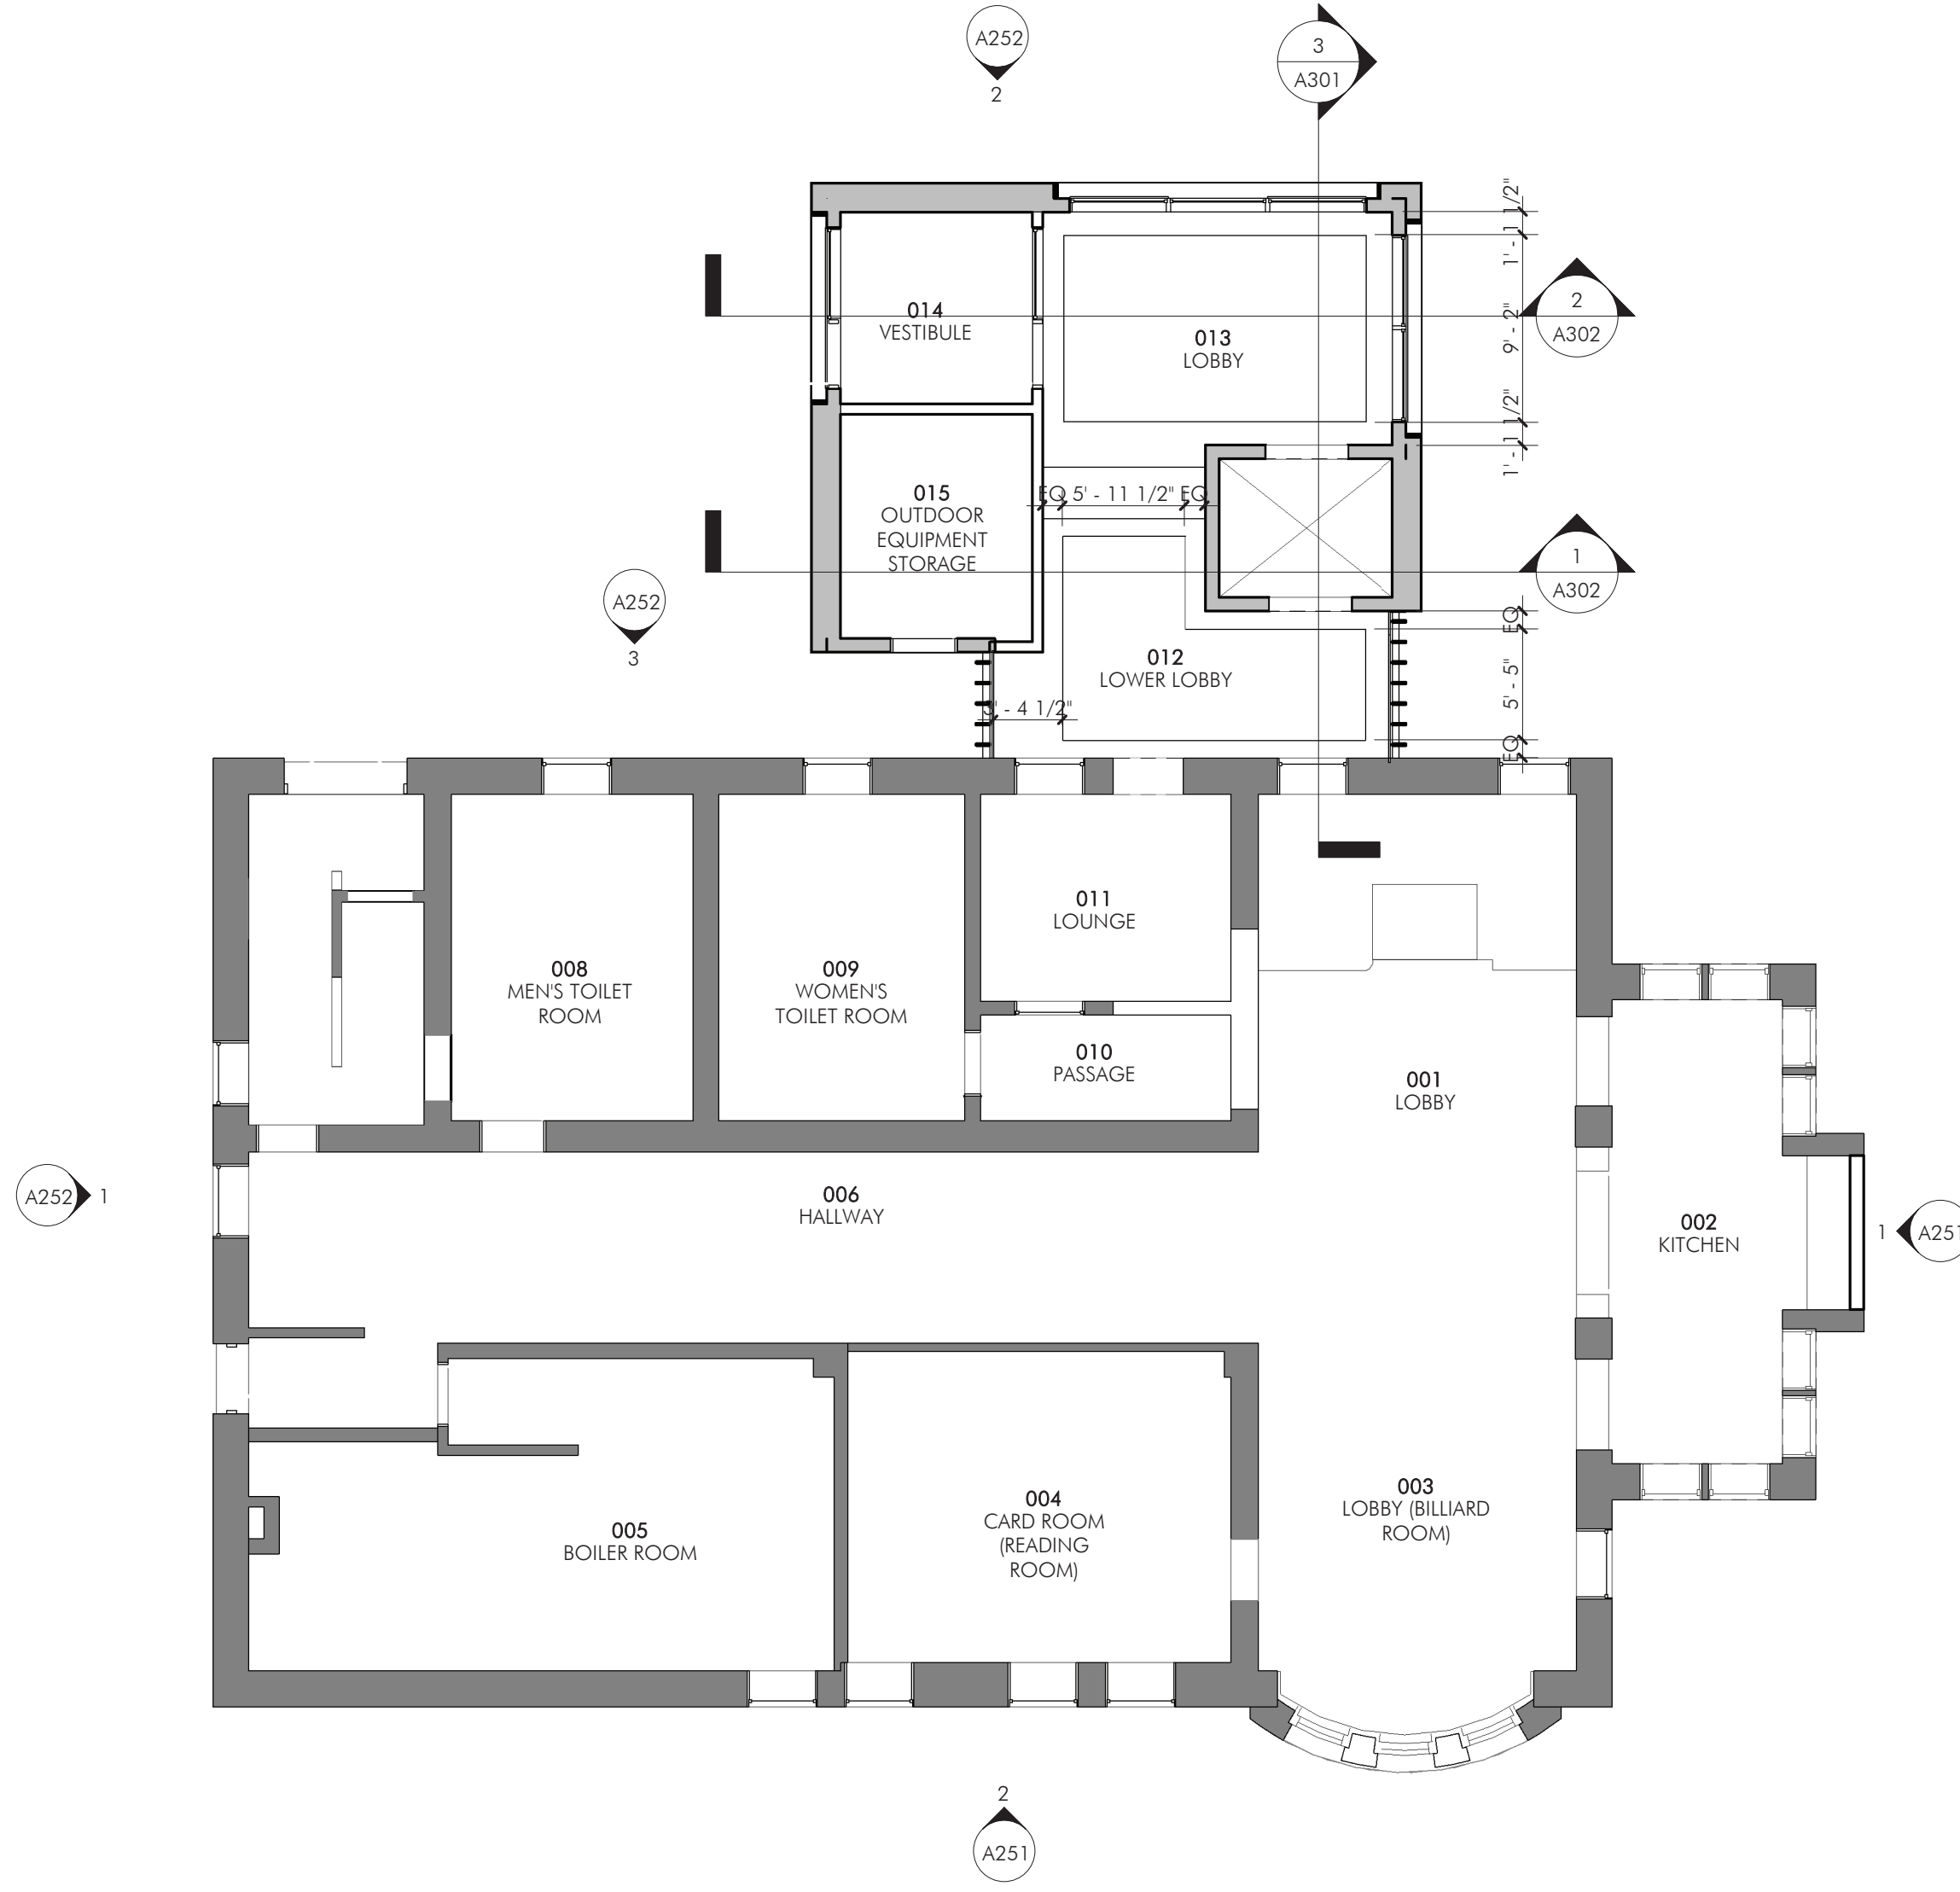 A252
2
3
A301
1' - 1 1/2"
014
VESTIBULE
013
LOBBY
9' - 2"
2
A302
1' - 1 1/2"
015
OUTDOOR
EQUIPMENT
STORAGE
EQ 5' - 11 1/2" EQ
1
A302
A252
3
EQ
012
LOWER LOBBY
5' - 5"
3' - 4 1/2"
EQ
011
LOUNGE
008
MEN'S TOILET
ROOM
009
WOMEN'S
TOILET ROOM
010
PASSAGE
001
LOBBY
A252 1
006
HALLWAY
002
KITCHEN
1 A251
003
LOBBY (BILLIARD
ROOM)
004
CARD ROOM
(READING
ROOM)
005
BOILER ROOM
2
A251